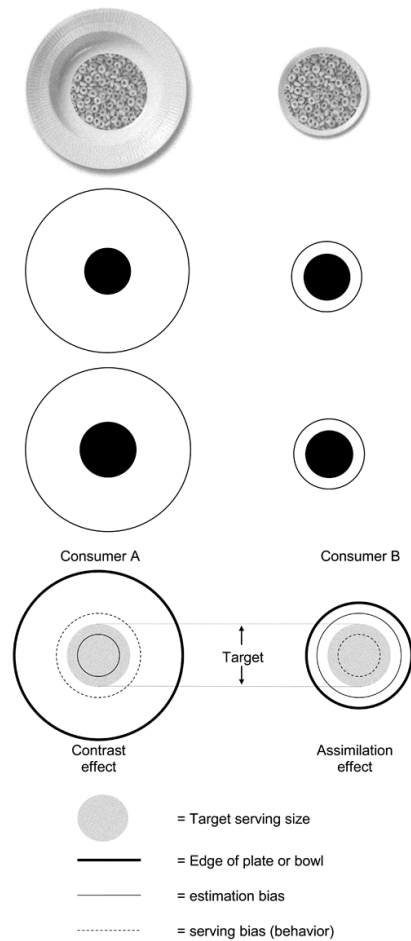 Consumer A
Consumer B
Target
Contrast
effect
Assimilation
effect
= Target serving size
= Edge of plate or bowl
= estimation bias
= serving bias (behavior)